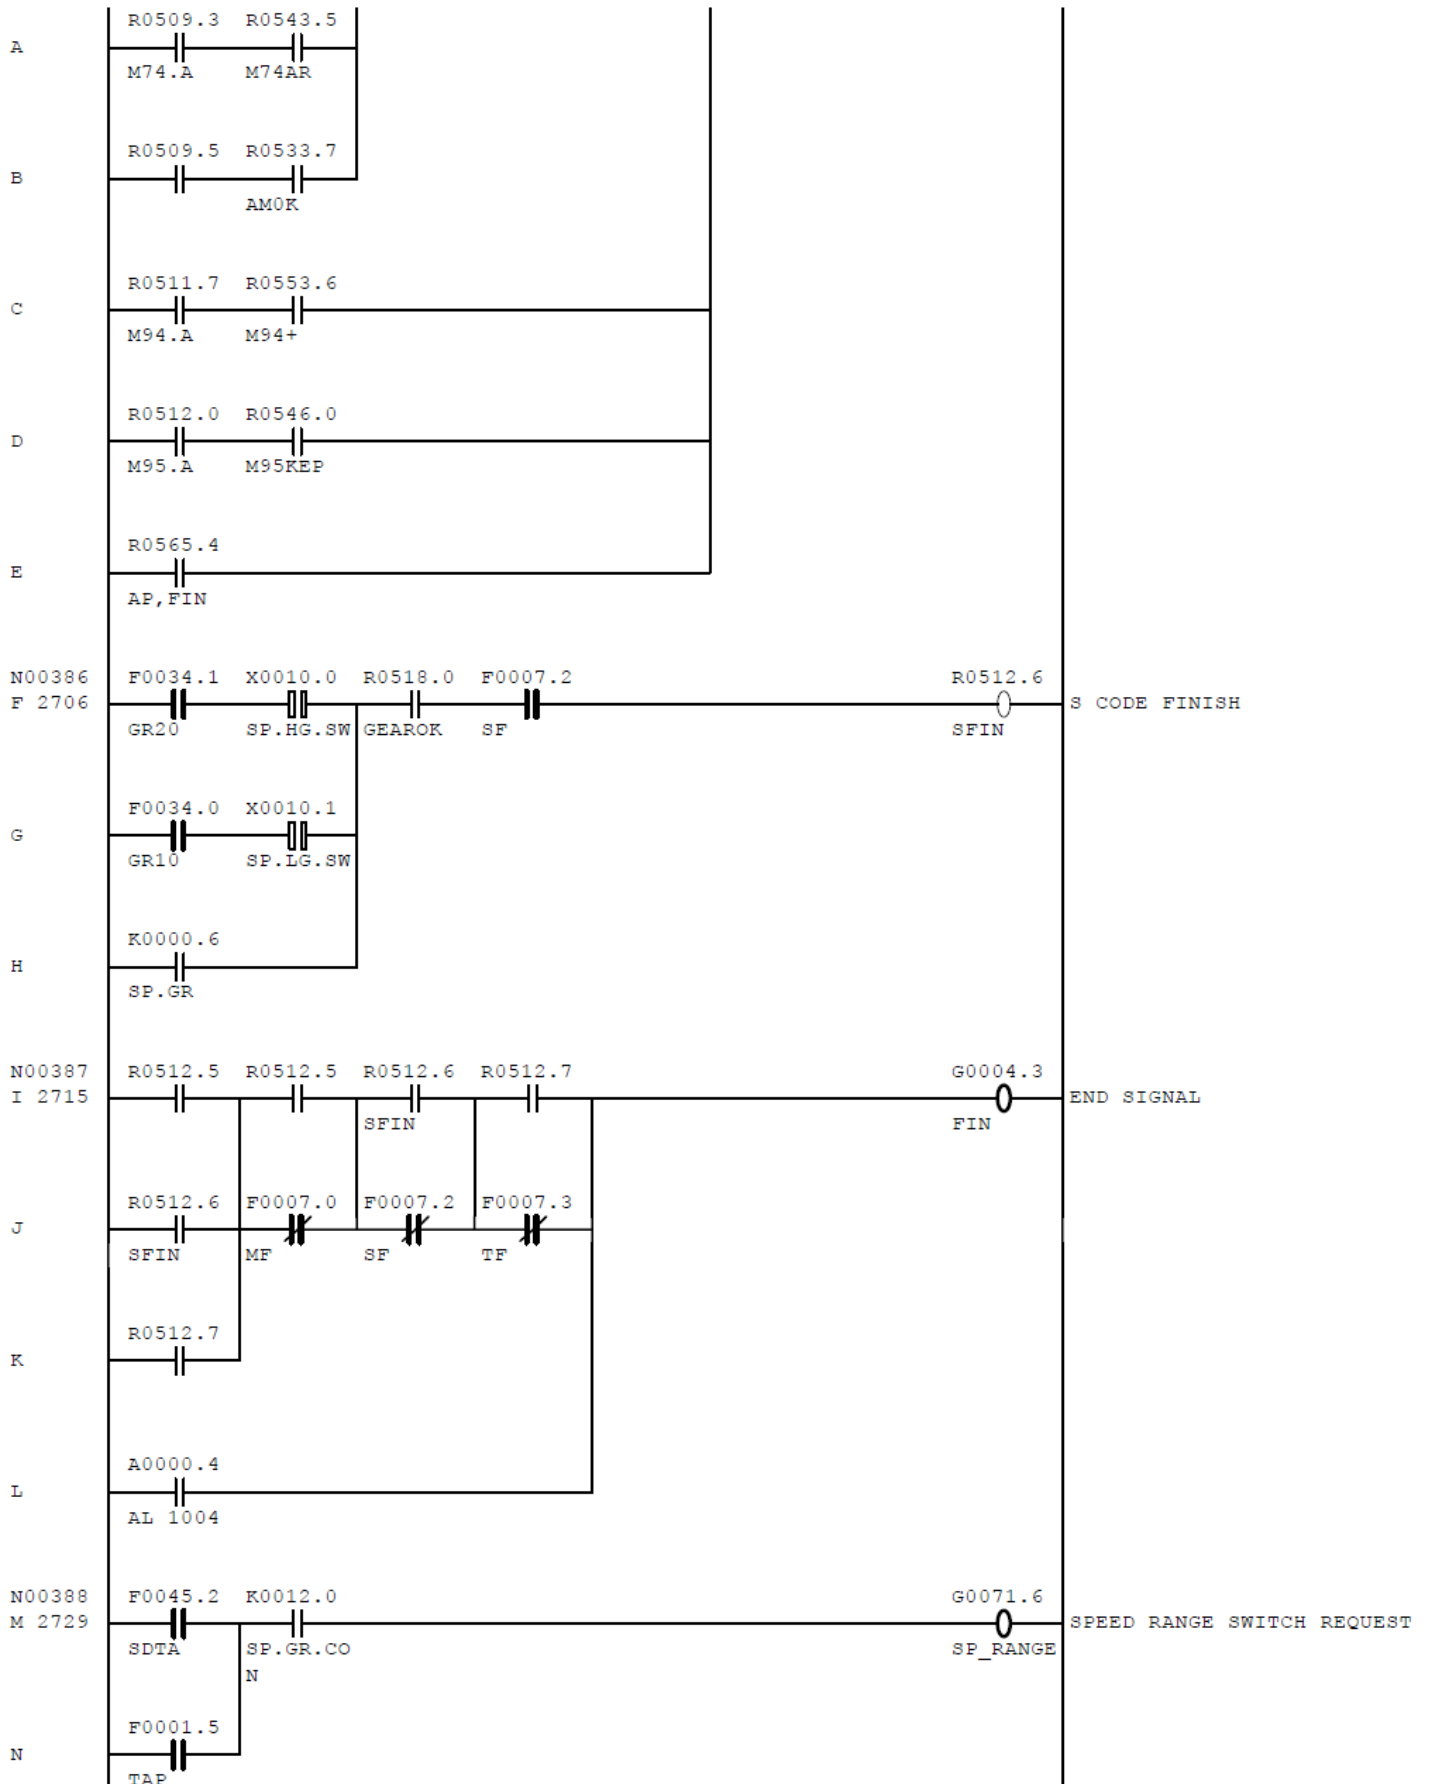 R0509.3 R0543.5
A
M74.A M74AR
R0509.5 R0533.7
B
AM0K
R0511.7 R0553.6
C
M94.A M94+
R0512.0 R0546.0
D
M95.A M95KEP
R0565.4
E
AP,FIN
N00386 F0034.1 X0010.0 R0518.0 F0007.2 R0512.6
F 2706 S CODE FINISH
GR20 SP.HG.SW GEAROK SF SFIN
F0034.0 X0010.1
G
GR10 SP.LG.SW
K0000.6
H
SP.GR
N00387 R0512.5 R0512.5 R0512.6 R0512.7 G0004.3
I 2715 END SIGNAL
SFIN FIN
R0512.6 F0007.0 F0007.2 F0007.3
J
SFIN MF SF TF
R0512.7
K
A0000.4
L
AL 1004
N00388 F0045.2 K0012.0 G0071.6
M 2729 SPEED RANGE SWITCH REQUEST
SDTA SP.GR.CO SP_RANGE
N
F0001.5
N
TAP